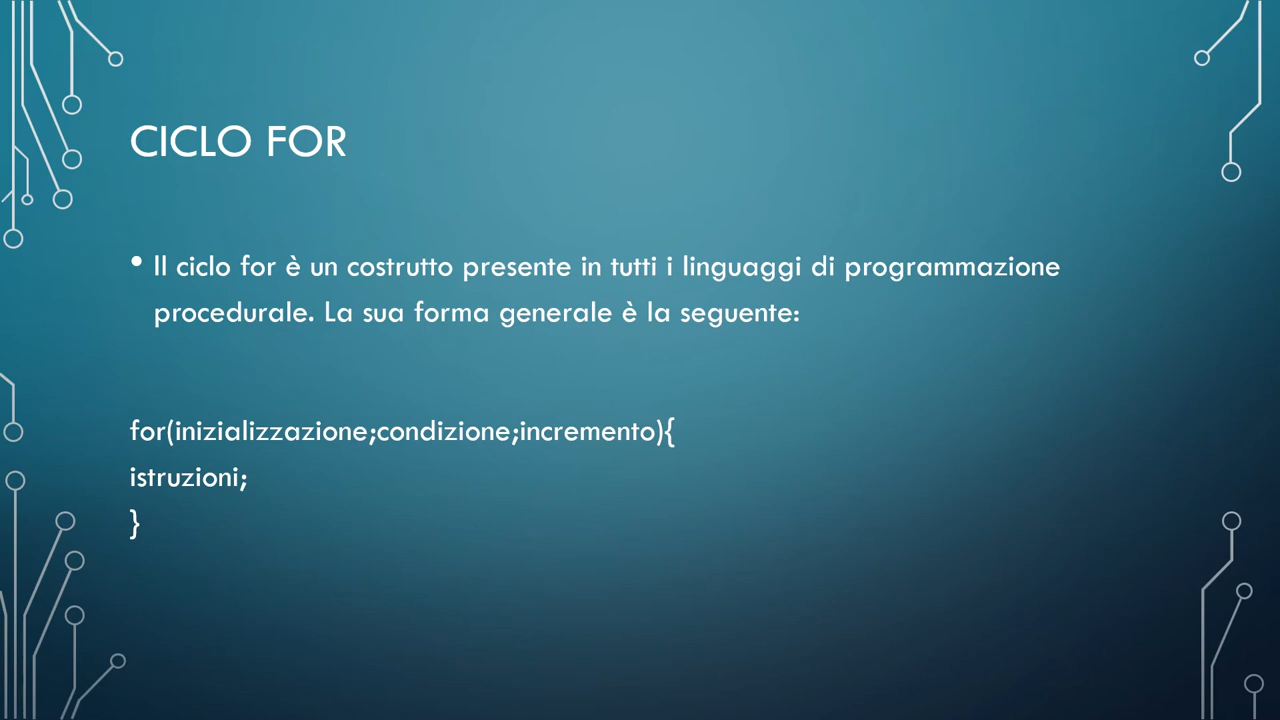 CICLO FOR
• Il ciclo for è un costrutto presente in tutti i linguaggi di programmazione
procedurale. La sua forma generale è la seguente:
for(inizializzazione;condizione;incremento){
istruzioni;
}